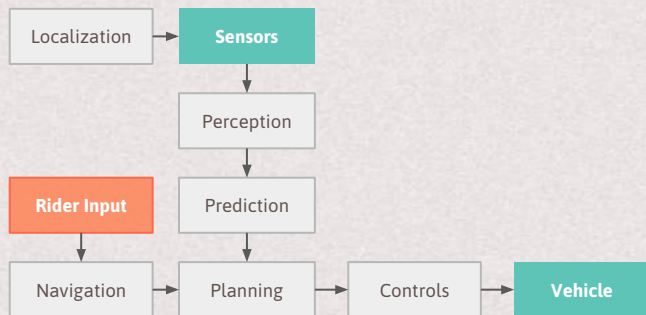 Localization
Sensors
Perception
Rider Input
Prediction
Navigation
Planning
Controls
Vehicle